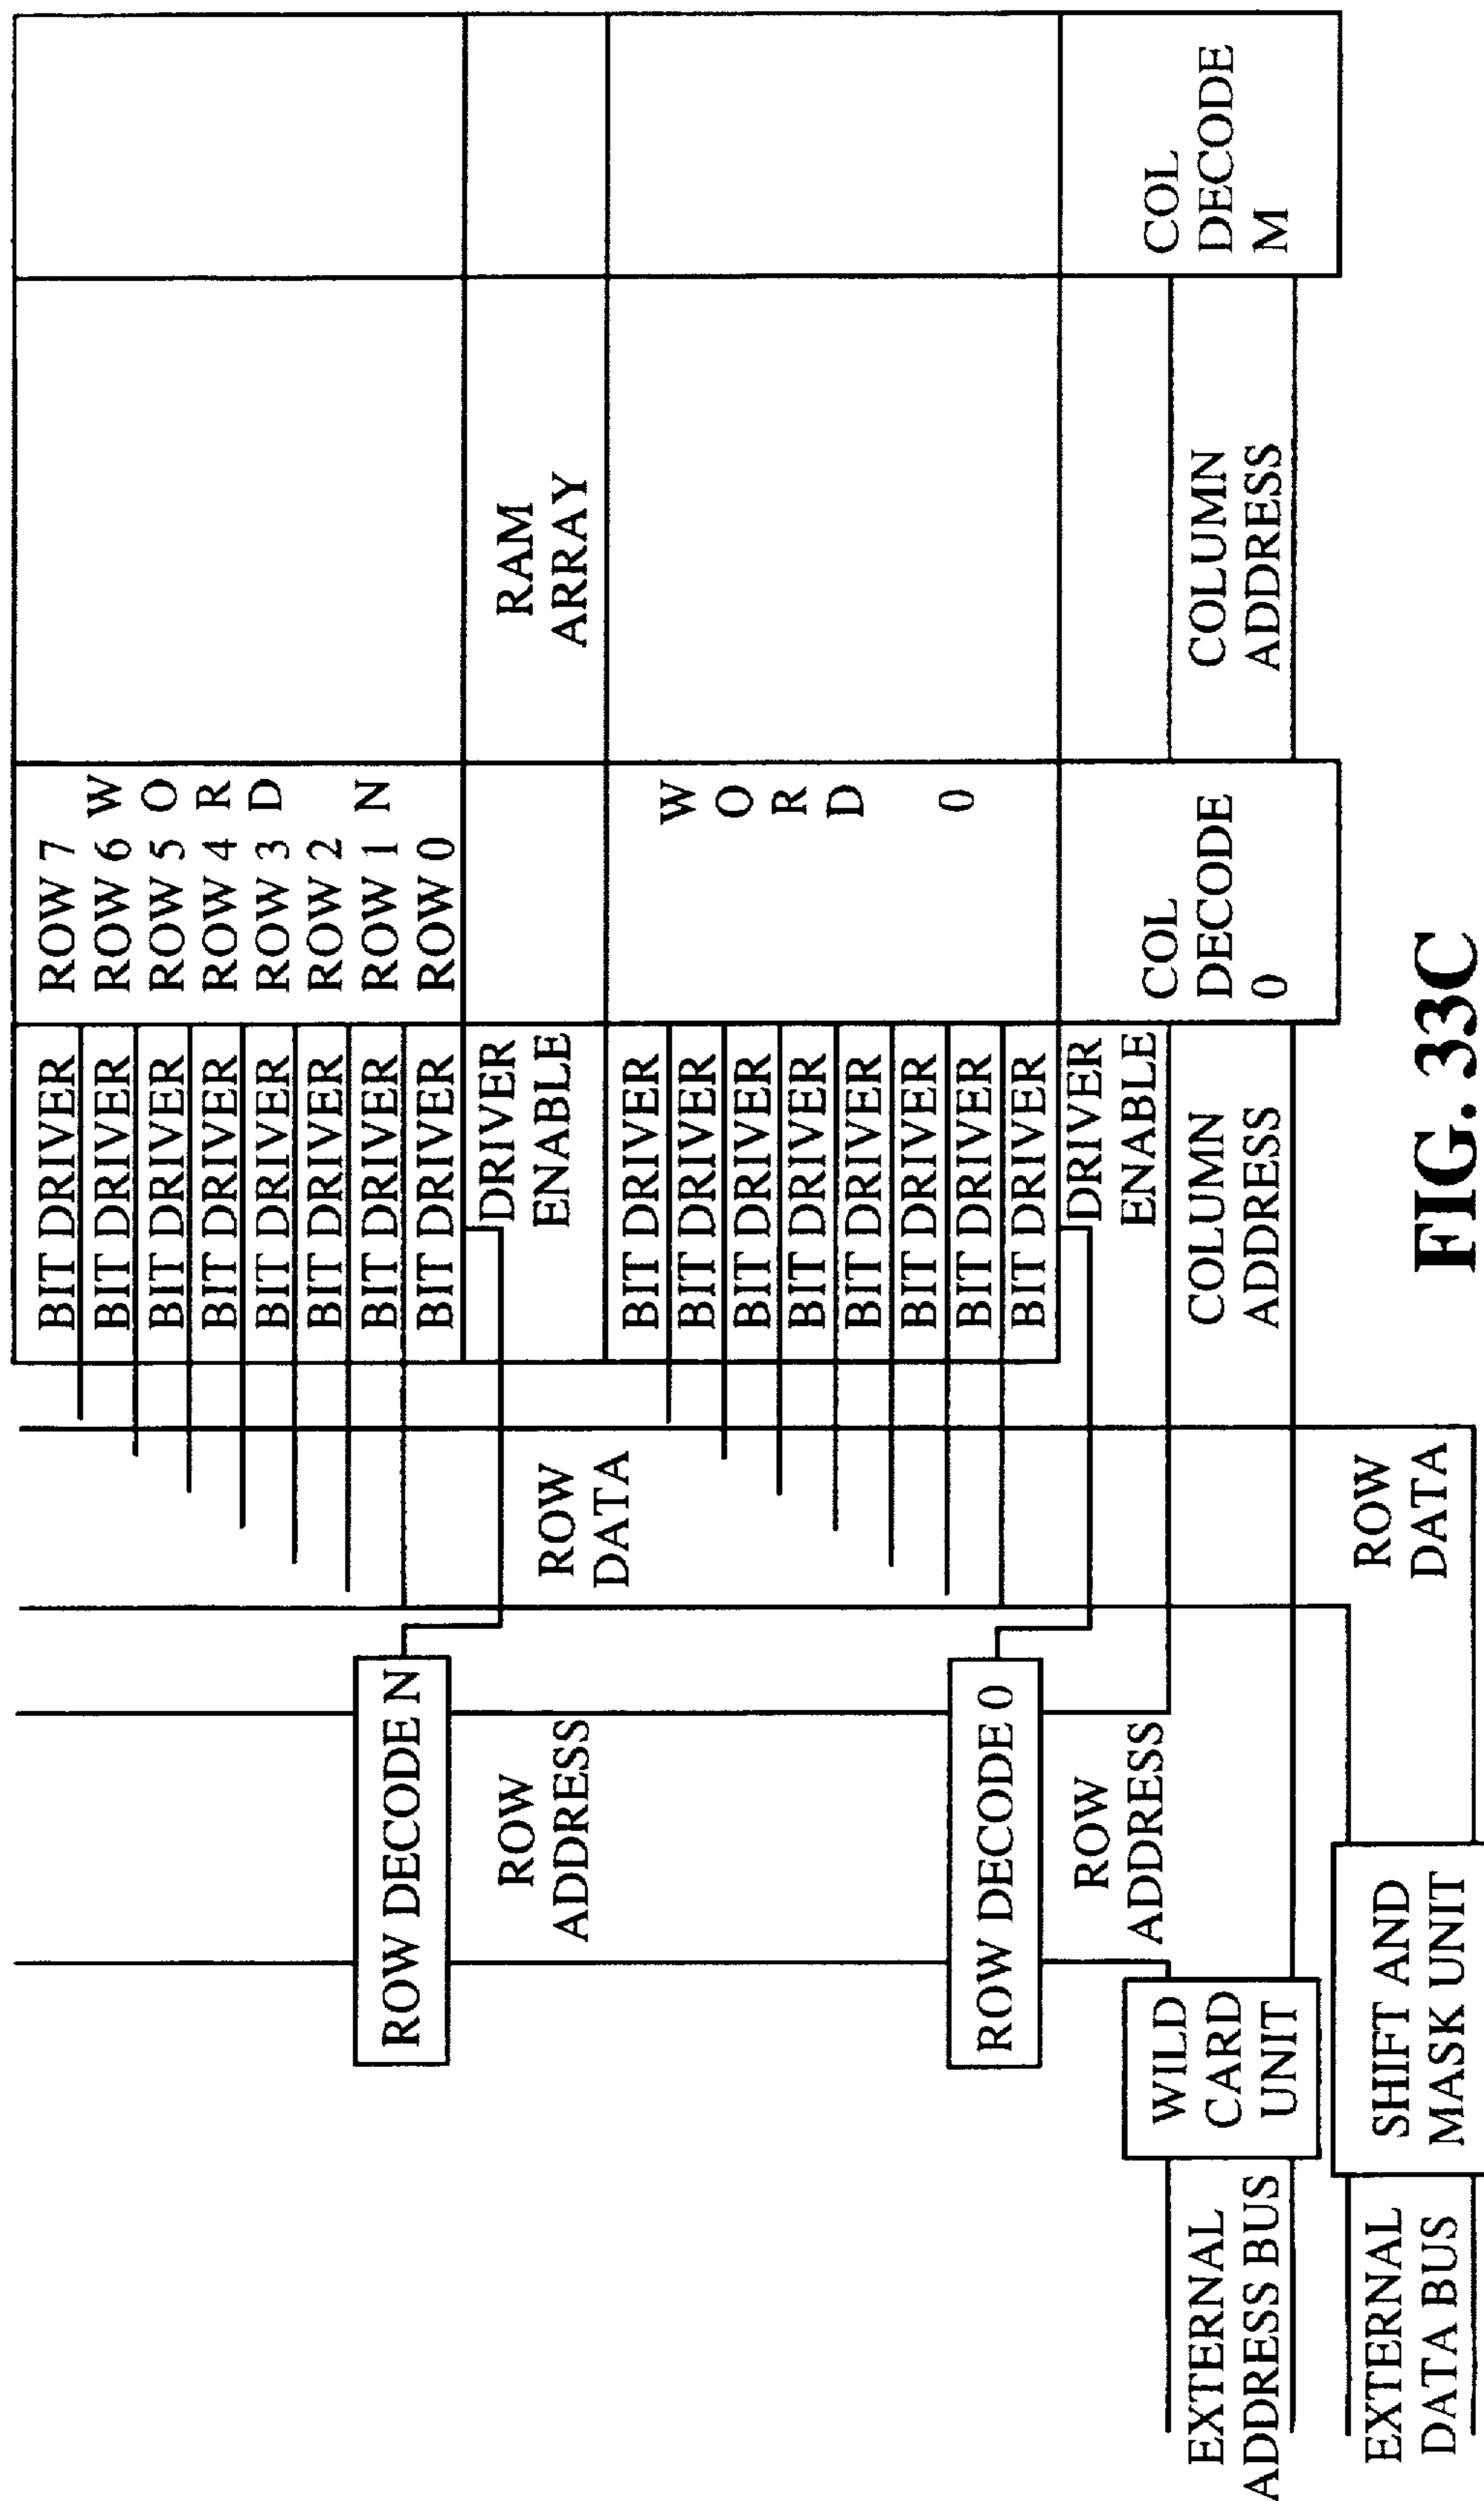 BIT DRIVER ROW 7
BIT DRIVER ROW 6 W
BIT DRIVER ROW 5 O
BIT DRIVER ROW 4 R
BIT DRIVER ROW 3 D
BIT DRIVER ROW 2
BIT DRIVER ROW 1 N
BIT DRIVER ROW 0
ROW DECODE N
DRIVER
ENABLE
RAM
ARRAY
ROW
ADDRESS
ROW
DATA
BIT DRIVER
BIT DRIVER W
BIT DRIVER O
BIT DRIVER R
BIT DRIVER D
BIT DRIVER
BIT DRIVER 0
BIT DRIVER
ROW DECODE 0
DRIVER
ENABLE
ROW
ADDRESS
COL
DECODE
0
COL
DECODE
M
EXTERNAL
ADDRESS BUS
WILD
CARD
UNIT
COLUMN
ADDRESS
COLUMN
ADDRESS
EXTERNAL
DATA BUS
SHIFT AND
MASK UNIT
ROW
DATA
FIG. 33C